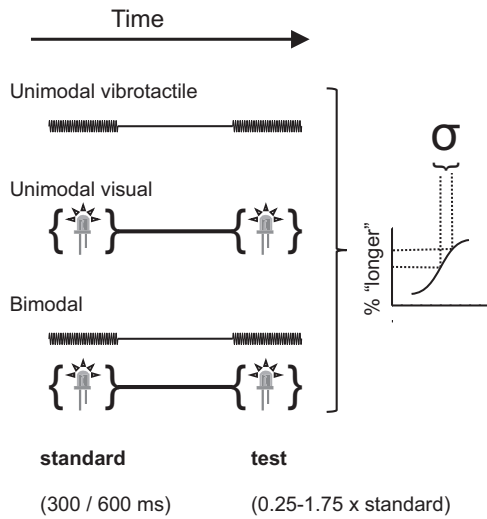 Time
Unimodal vibrotactile
σ
Unimodal visual
% “longer”
Bimodal
standard test
(300 / 600 ms) (0.25-1.75 x standard)